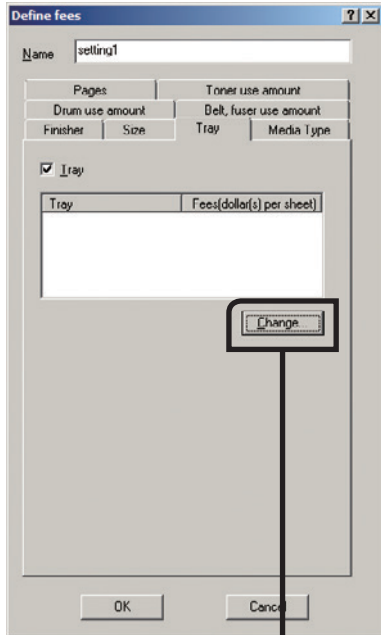 Define fees
Name setting1
Pages Toner use amount
Drum use amount Belt, fuser use amount
Finisher Size Tray Media Type
Tray
Tray Fees(dollar(s) per sheet)
Change...
OK Cancel